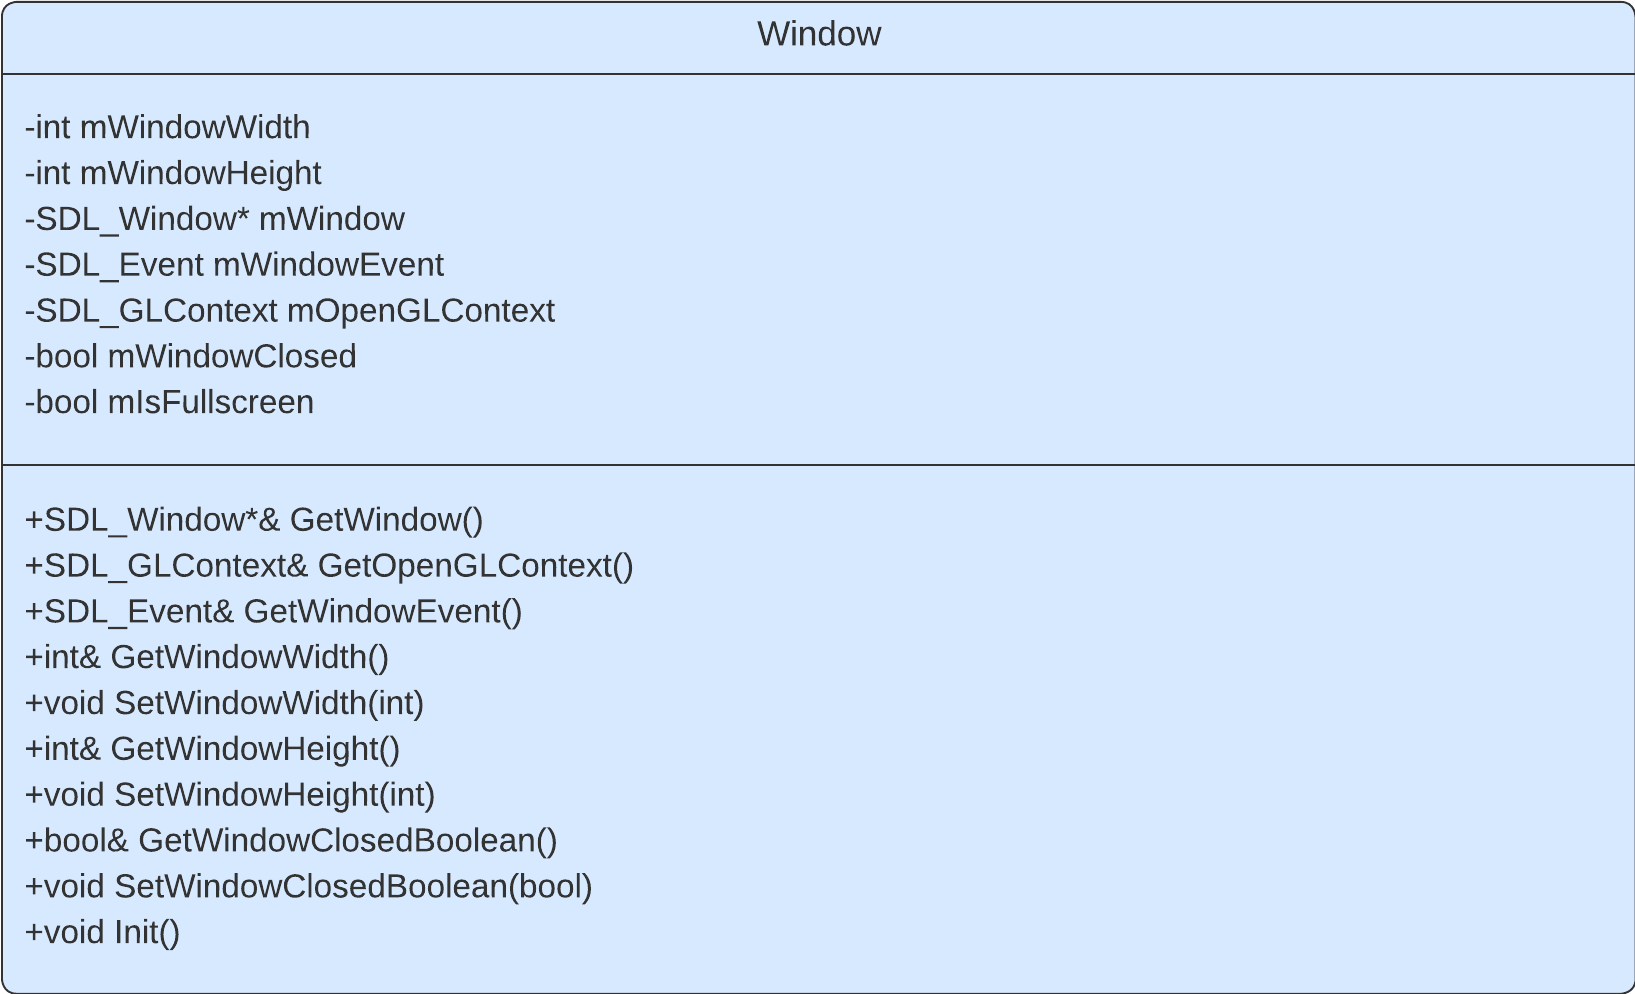 Window
-int mWindowWidth
-int mWindowHeight
-SDL_Window* mWindow
-SDL_Event mWindowEvent
-SDL_GLContext mOpenGLContext
-bool mWindowClosed
-bool mIsFullscreen
+SDL_Window*& GetWindow()
+SDL_GLContext& GetOpenGLContext()
+SDL_Event& GetWindowEvent()
+int& GetWindowWidth()
+void SetWindowWidth(int)
+int& GetWindowHeight()
+void SetWindowHeight(int)
+bool& GetWindowClosedBoolean()
+void SetWindowClosedBoolean(bool)
+void Init()